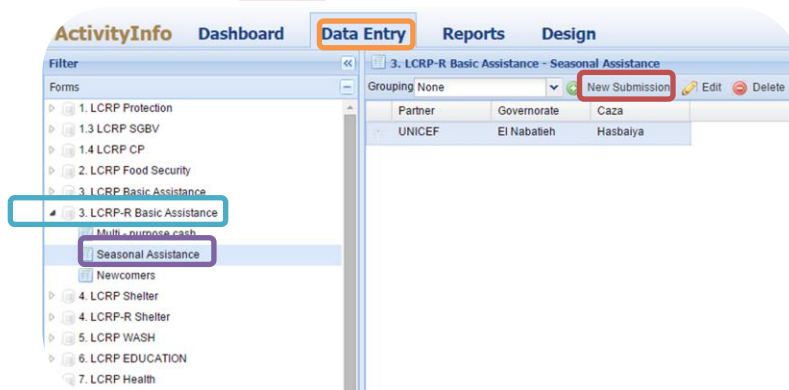 ActivityInfo Dashboard Data Entry Reports Design
Filter
Forms
1. LCRP Protection
1.3 LCRP SGBV
1.4 LCRP CP
2. LCRP Food Security
3. LCRP Basic Assistance
3. LCRP-R Basic Assistance
Multi - purpose cash
Seasonal Assistance
Newcomers
4. LCRP Shelter
4. LCRP-R Shelter
5. LCRP WASH
6. LCRP EDUCATION
7. LCRP Health
3. LCRP-R Basic Assistance - Seasonal Assistance
Grouping None New Submission Edit Delete
Partner Governorate Caza
UNICEF El Nabatieh Hasbaiya